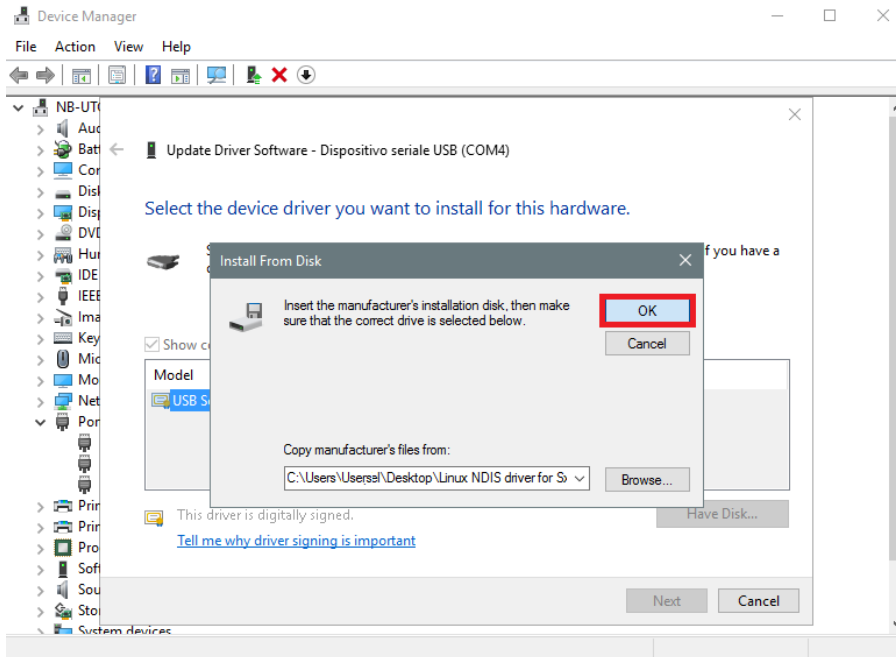 Device Manager
File Action View Help
NB-UT
Aud
Batt
Cor
Disk
Disp
DVD
Hur
IDE
IEEE
Ima
Key
Mic
Mo
Net
Por
Prin
Prin
Pro
Soft
Sou
Stor
System devices
Update Driver Software - Dispositivo seriale USB (COM4)
Select the device driver you want to install for this hardware.
f you have a
Show co
Model
USB Se
This driver is digitally signed.
Have Disk...
Tell me why driver signing is important
Next
Cancel
Install From Disk
Insert the manufacturer's installation disk, then make
sure that the correct drive is selected below.
OK
Cancel
Copy manufacturer's files from:
C:\Users\Usersel\Desktop\Linux NDIS driver for
Browse...